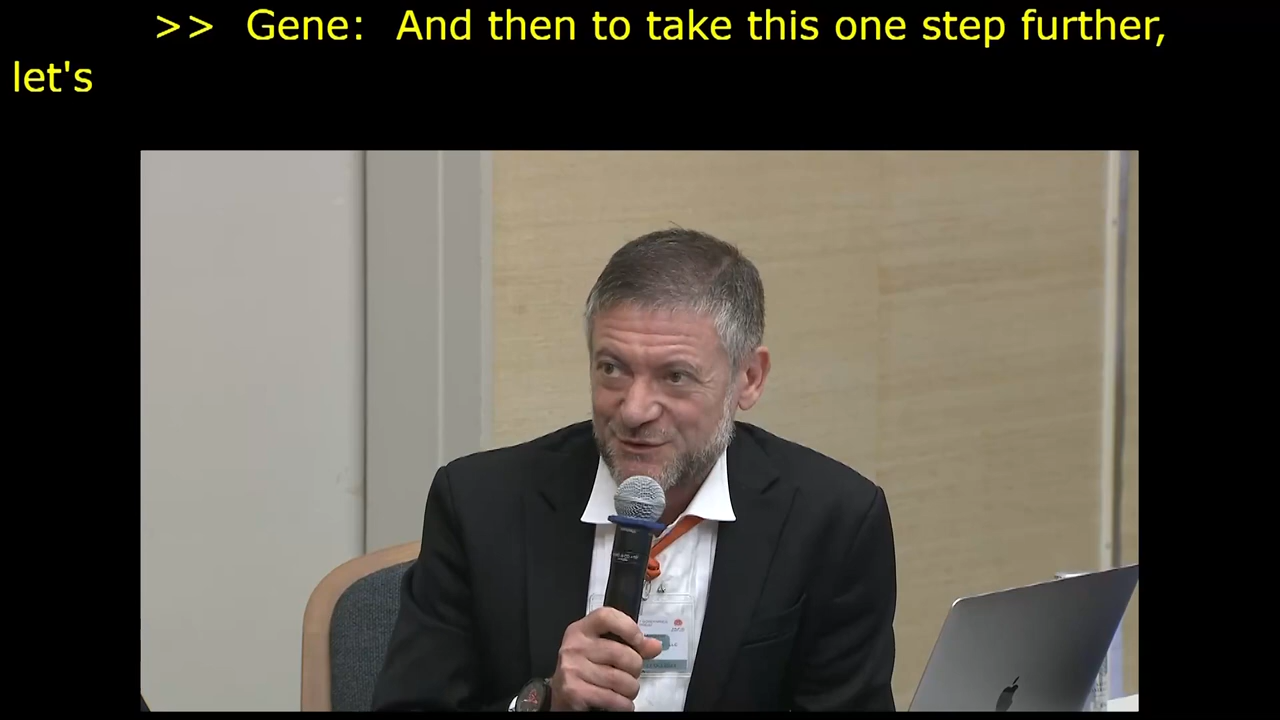 >> Gene: And then to take this one step further,
let's